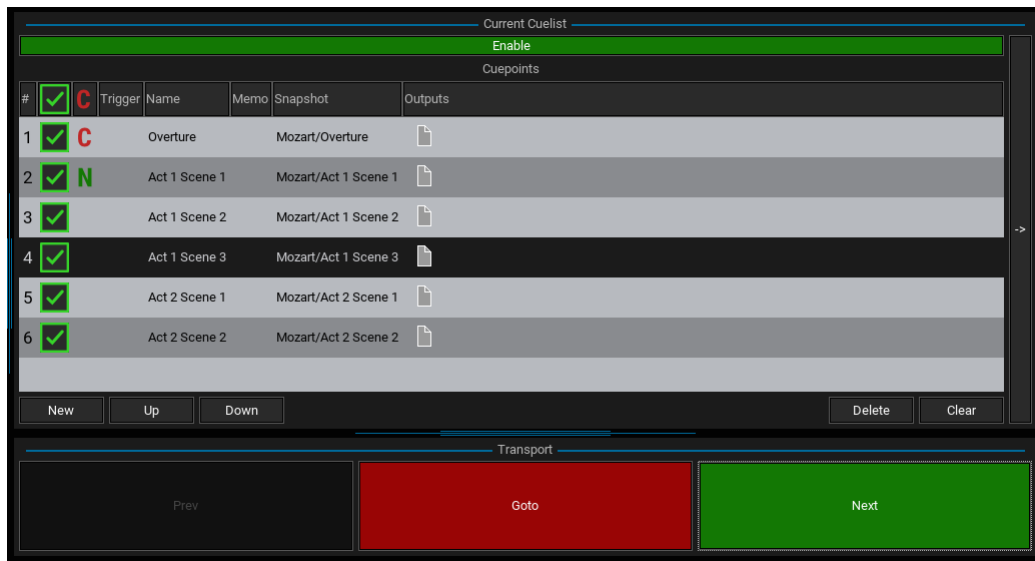 Current Cuelist
Enable
Cuepoints
# C Trigger Name Memo Snapshot Outputs
1 C Overture Mozart/Overture
2 N Act 1 Scene 1 Mozart/Act 1 Scene 1
3 Act 1 Scene 2 Mozart/Act 1 Scene 2
->
4 Act 1 Scene 3 Mozart/Act 1 Scene 3
5 Act 2 Scene 1 Mozart/Act 2 Scene 1
6 Act 2 Scene 2 Mozart/Act 2 Scene 2
New Up Down Delete Clear
Transport
Prev Goto Next